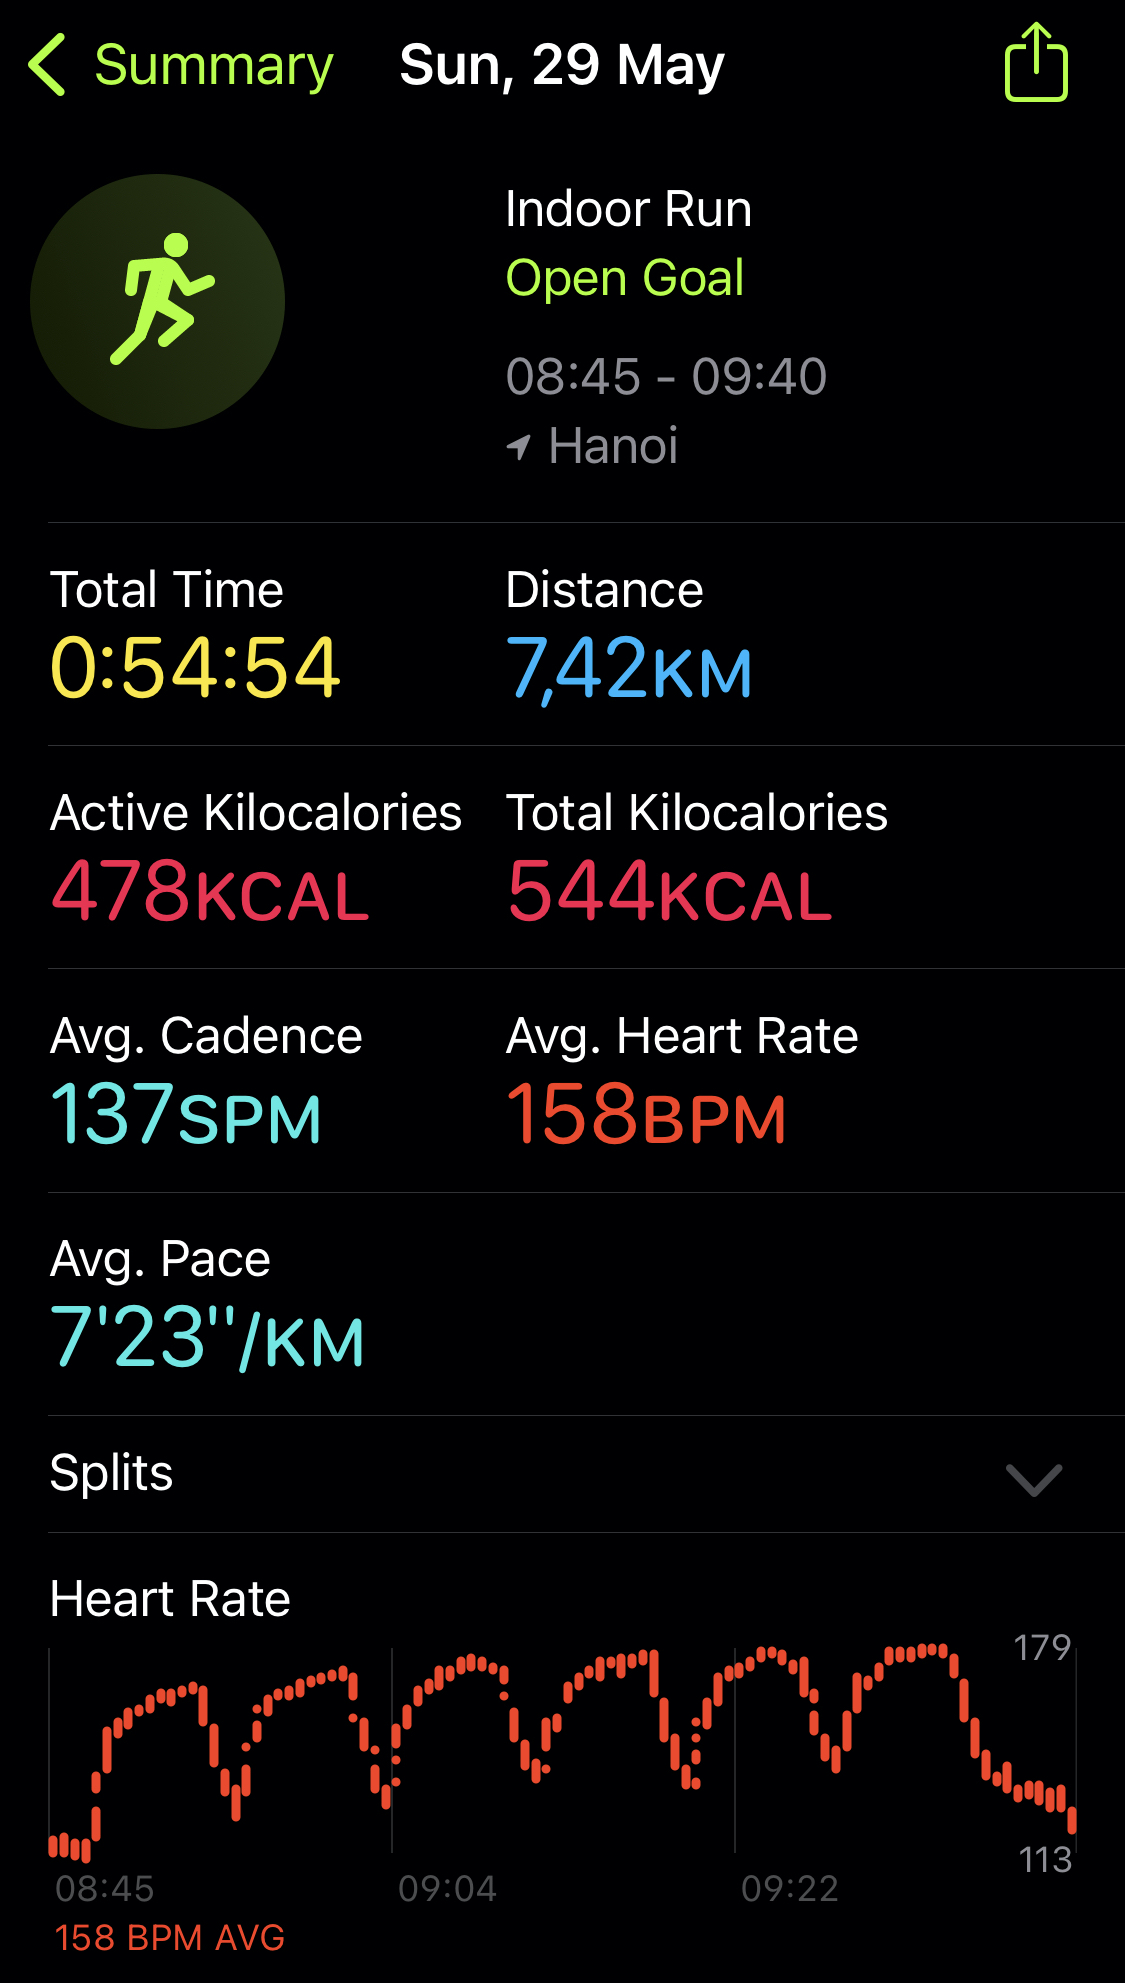 Summary
Sun, 29 May
Indoor Run
Open Goal
08:45 - 09:40
Hanoi
Total Time
Distance
0:54:54
7,42KM
Active Kilocalories
Total Kilocalories
478KCAL
544KCAL
Avg. Cadence
Avg. Heart Rate
137SPM
158BPM
Avg. Pace
7'23''/KM
Splits
Heart Rate
179
113
08:45
09:04
09:22
158 BPM AVG